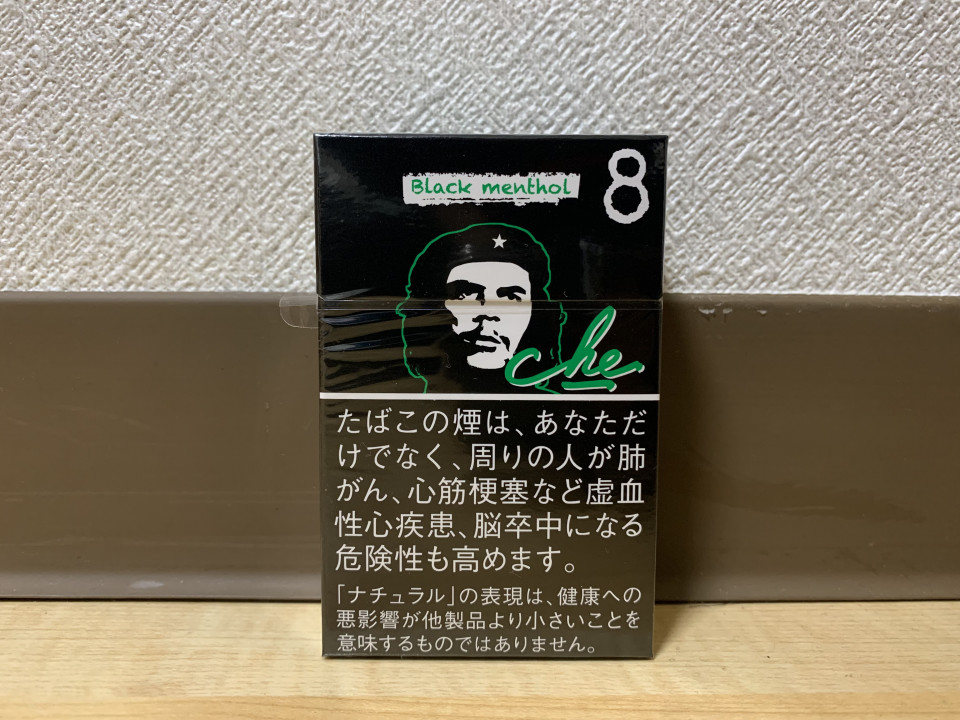 Black menthol
8
che
たばこの煙は、あなただ
けでなく、周りの人が肺
がん、心筋梗塞など虚血
性心疾患、脳卒中になる
危険性も高めます。
「ナチュラル」の表現は、健康への
悪影響が他製品より小さいことを
意味するものではありません。